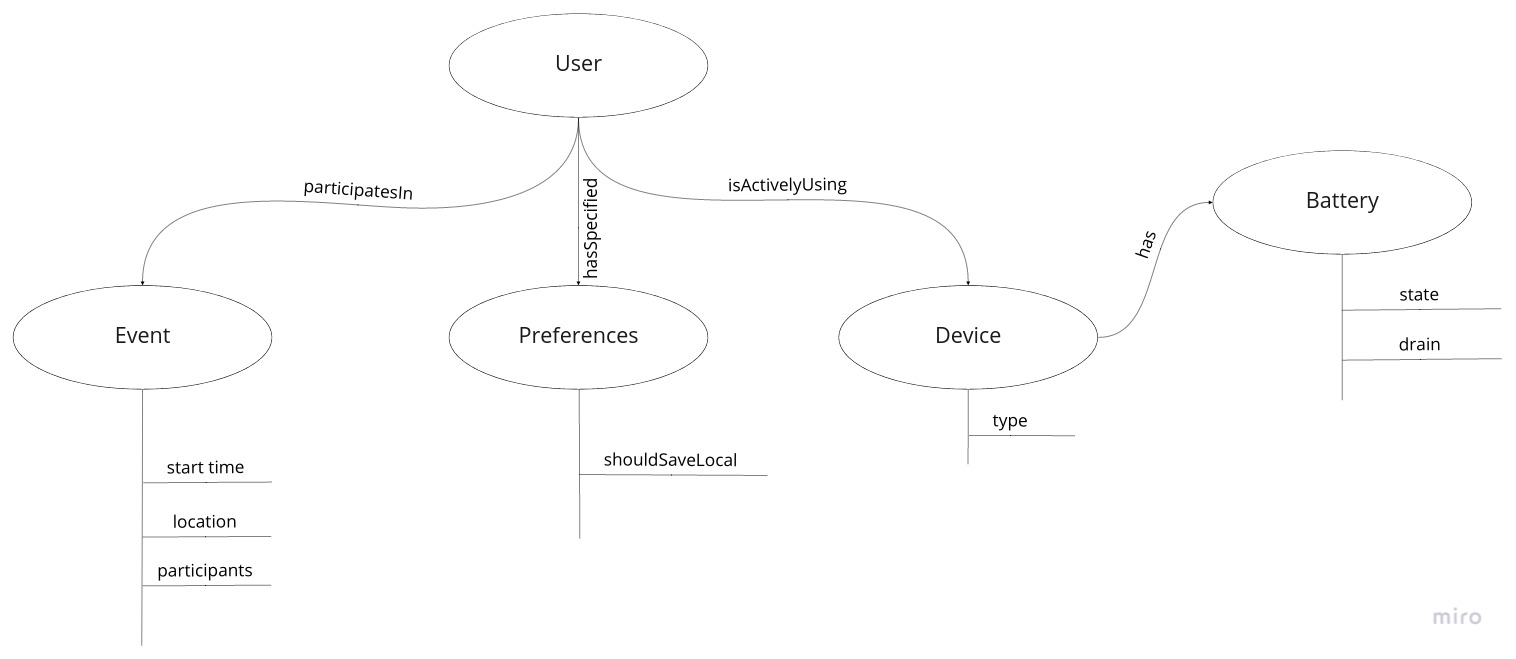 User
participatesIn
hasSpecified
isActivelyUsing
has
Battery
state
drain
Event
Preferences
Device
type
start time
location
participants
shouldSaveLocal
miro